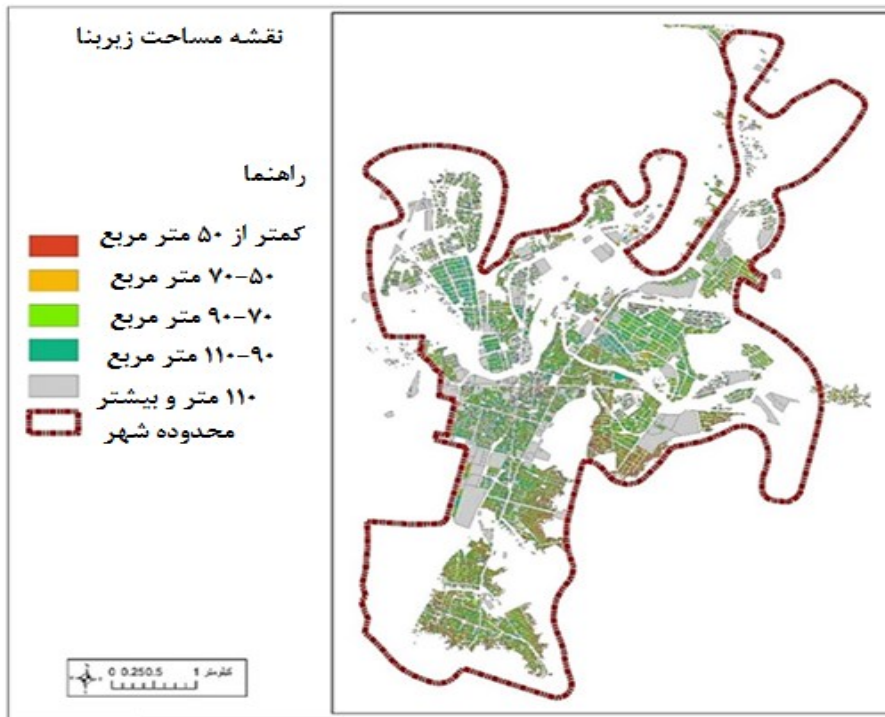 نقشه مساحت زیربنا
راهنما
کمتر از ۵۰ متر مربع
۷۰-۵۰ متر مربع
۹۰-۷۰ متر مربع
۱۱۰-۹۰ متر مربع
۱۱۰ متر و بیشتر
محدوده شهر
0 0.250.5 1 کیلومتر